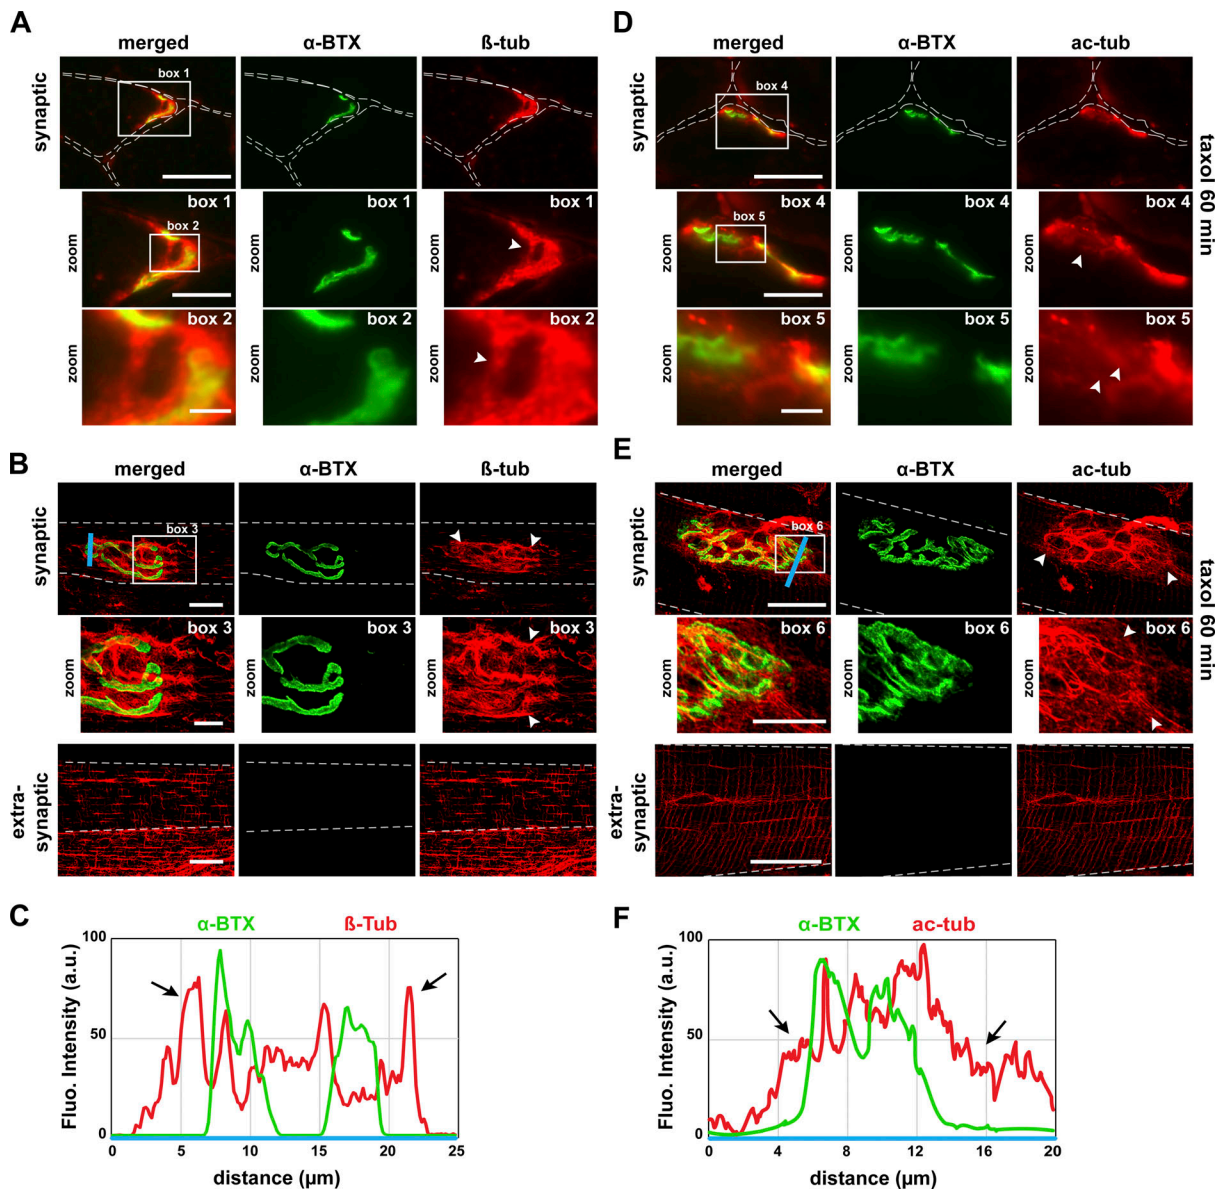 A
merged α-BTX ß-tub
synaptic
box 1
zoom
box 1 box 1 box 1
box 2
zoom
box 2 box 2 box 2
B
merged α-BTX ß-tub
synaptic
box 3
zoom
box 3 box 3 box 3
extra-
synaptic
C
α-BTX ß-Tub
Fluo. Intensity (a.u.)
100
50
0
0 5 10 15 20 25
distance (µm)
D
merged α-BTX ac-tub
synaptic
box 4
zoom
box 4 box 4 box 4
box 5
zoom
box 5 box 5 box 5
zoom
zoom
zoom
zoom
taxol 60 min
E
merged α-BTX ac-tub
synaptic
box 6
zoom
box 6 box 6 box 6
zoom
zoom
extra-
synaptic
taxol 60 min
F
α-BTX ac-tub
Fluo. Intensity (a.u.)
100
50
0
0 4 8 12 16 20
distance (µm)